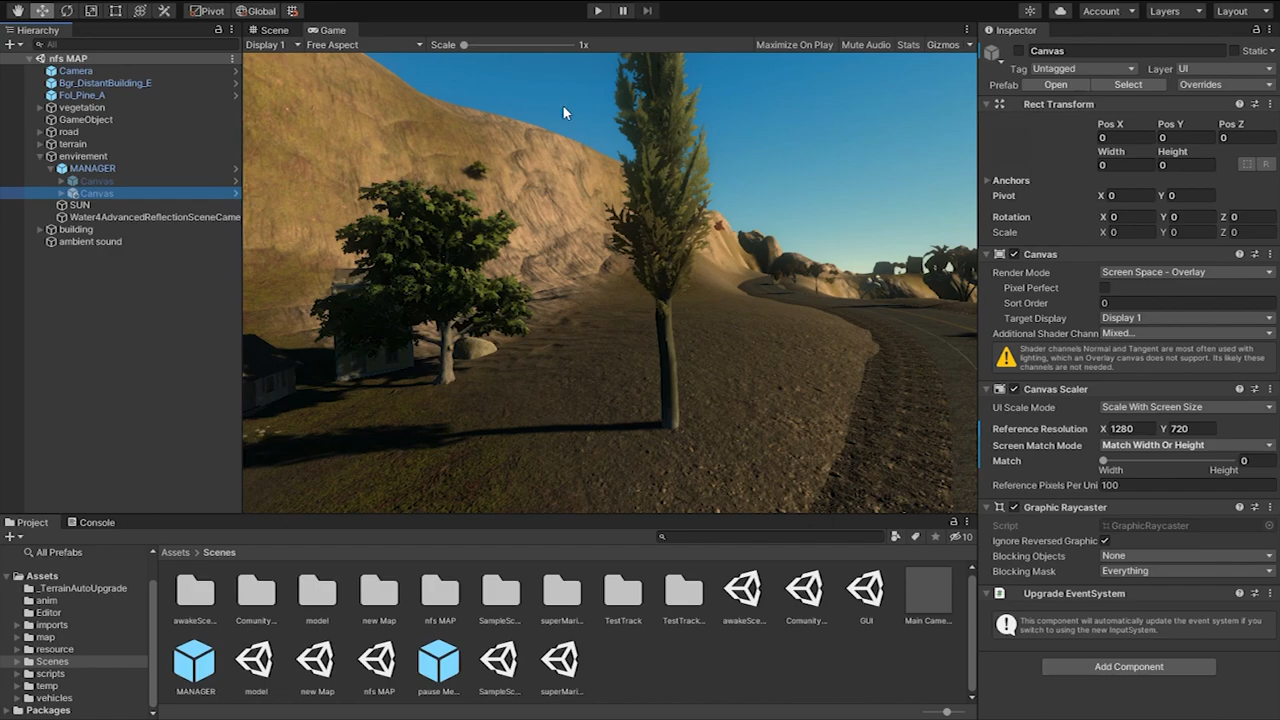 Pivot Global Account Layers Layout
Hierarchy Scene Game Inspector
All Display 1 Free Aspect Scale 1x Maximize On Play Mute Audio Stats Gizmos Canvas Static
nfs MAP Tag Untagged Layer UI
Camera
Bgr_DistantBuilding_E Prefab Open Select Overrides
Fol_Pine_A
vegetation Rect Transform
GameObject Pos X Pos Y Pos Z
road 0 0 0
terrain Width Height
envirement 0 0 R
MANAGER Anchors
Canvas
Canvas Pivot X 0 Y 0
SUN Rotation X 0 Y 0 Z 0
Water4AdvancedReflectionSceneCame Scale X 0 Y 0 Z 0
building
ambient sound
Canvas
Render Mode Screen Space - Overlay
Pixel Perfect
Sort Order 0
Target Display Display 1
Additional Shader Chann Mixed...
Shader channels Normal and Tangent are most often used with
lighting, which an Overlay canvas does not support. Its likely these
channels are not needed.
Canvas Scaler
UI Scale Mode Scale With Screen Size
Reference Resolution X 1280 Y 720
Screen Match Mode Match Width Or Height
Match 0
Width Height
Reference Pixels Per Uni 100
Graphic Raycaster
Script GraphicRaycaster
Ignore Reversed Graphic
Blocking Objects None
Blocking Mask Everything
Upgrade EventSystem
This component will automatically update the event system if you
switch to using the new InputSystem.
Add Component
Project Console
10
All Prefabs Assets > Scenes
Assets
_TerrainAutoUpgrade
anim
Editor
imports
map
resource
Scenes
scripts
temp
vehicles
Packages
awakeSce... Comunity... model new Map nfs MAP SampleSc... superMari... TestTrack TestTrack... awakeSce... Comunity... GUI Main Came...
MANAGER model new Map nfs MAP pause Me... SampleSc... superMari...